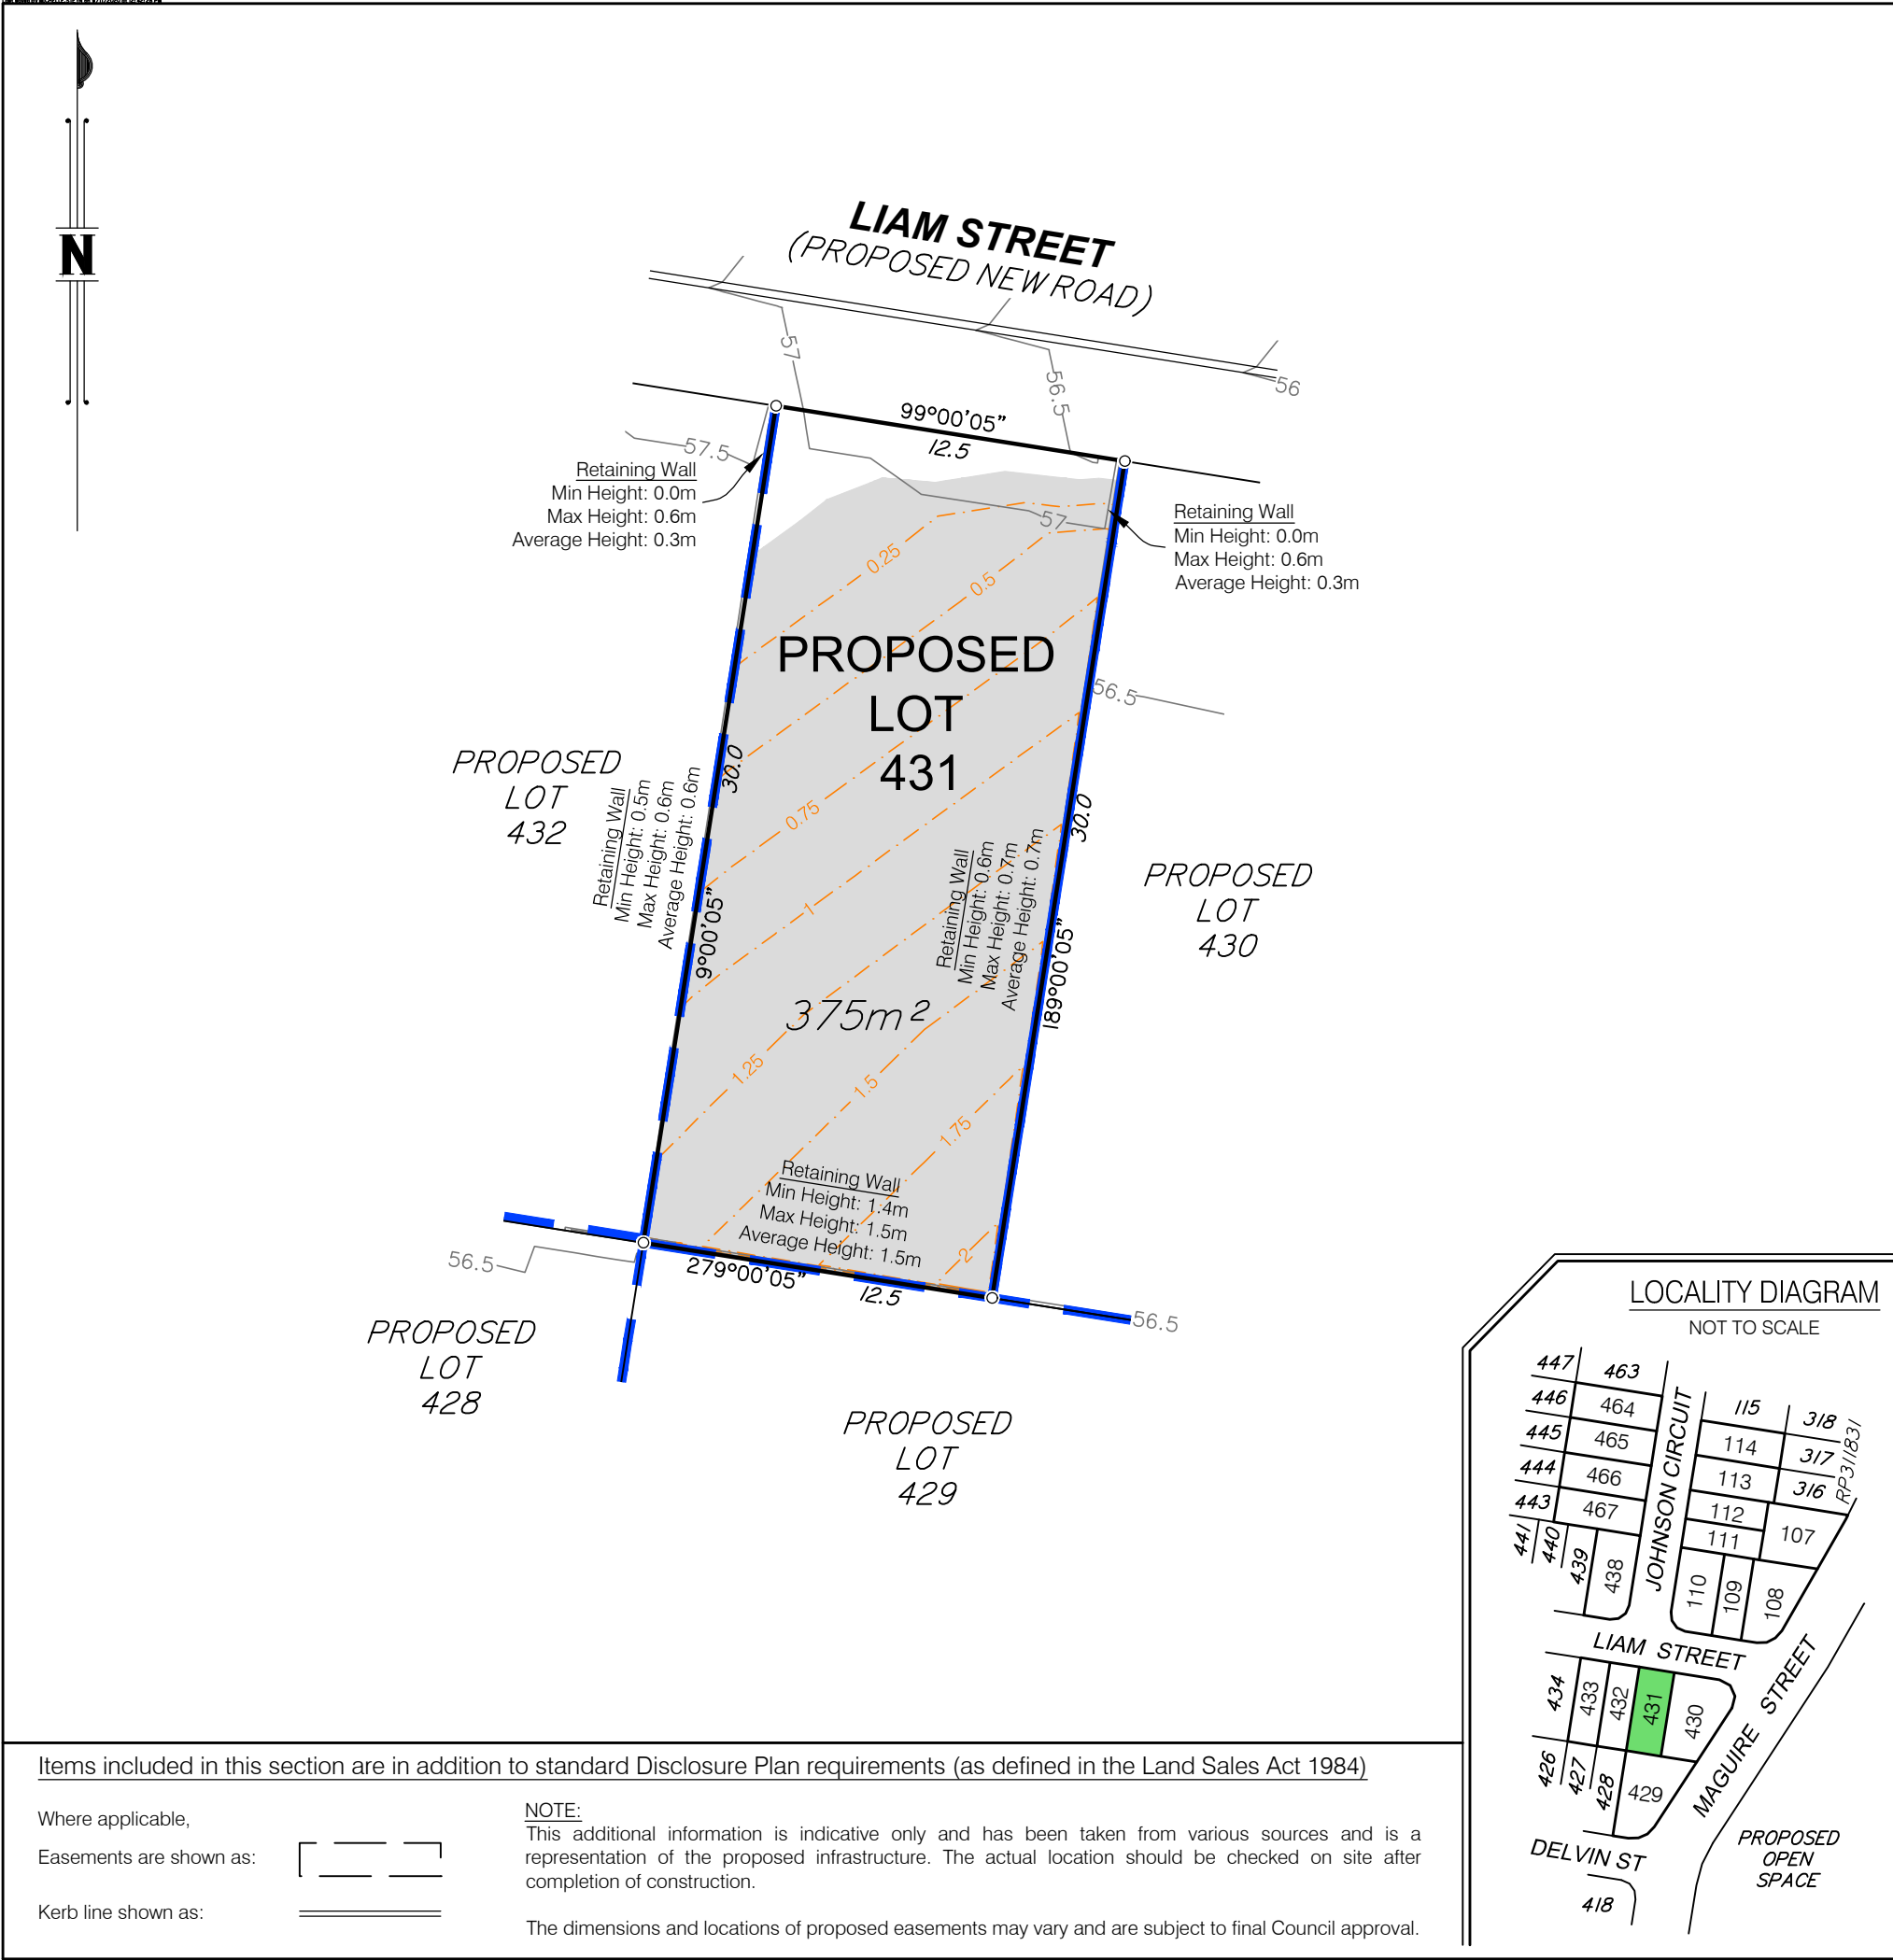 N
LIAM STREET
(PROPOSED NEW ROAD)
57
56.5
56
99°00'05"
12.5
57.5
Retaining Wall
Min Height: 0.0m
Max Height: 0.6m
Average Height: 0.3m
57
Retaining Wall
Min Height: 0.0m
Max Height: 0.6m
Average Height: 0.3m
0.25
0.5
PROPOSED
LOT
431
56.5
PROPOSED
LOT
432
Retaining Wall
Min Height: 0.5m
Max Height: 0.6m
Average Height: 0.6m
30.0
9°00'05"
0.75
1
Retaining Wall
Min Height: 0.6m
Max Height: 0.7m
Average Height: 0.7m
30.0
189°00'05"
PROPOSED
LOT
430
375m²
1.25
1.5
1.75
Retaining Wall
Min Height: 1.4m
Max Height: 1.5m
Average Height: 1.5m
2
56.5
279°00'05"
12.5
56.5
PROPOSED
LOT
428
PROPOSED
LOT
429
LOCALITY DIAGRAM
NOT TO SCALE
447
463
446
464
445
465
444
466
443
467
441
440
439
438
JOHNSON CIRCUIT
115
318
114
317
113
316
RP311831
112
111
107
110
109
108
LIAM STREET
434
433
432
431
430
MAGUIRE STREET
426
427
428
429
DELVIN ST
418
PROPOSED
OPEN
SPACE
Items included in this section are in addition to standard Disclosure Plan requirements (as defined in the Land Sales Act 1984)
Where applicable,
Easements are shown as:
Kerb line shown as:
NOTE:
This additional information is indicative only and has been taken from various sources and is a
representation of the proposed infrastructure. The actual location should be checked on site after
completion of construction.
The dimensions and locations of proposed easements may vary and are subject to final Council approval.